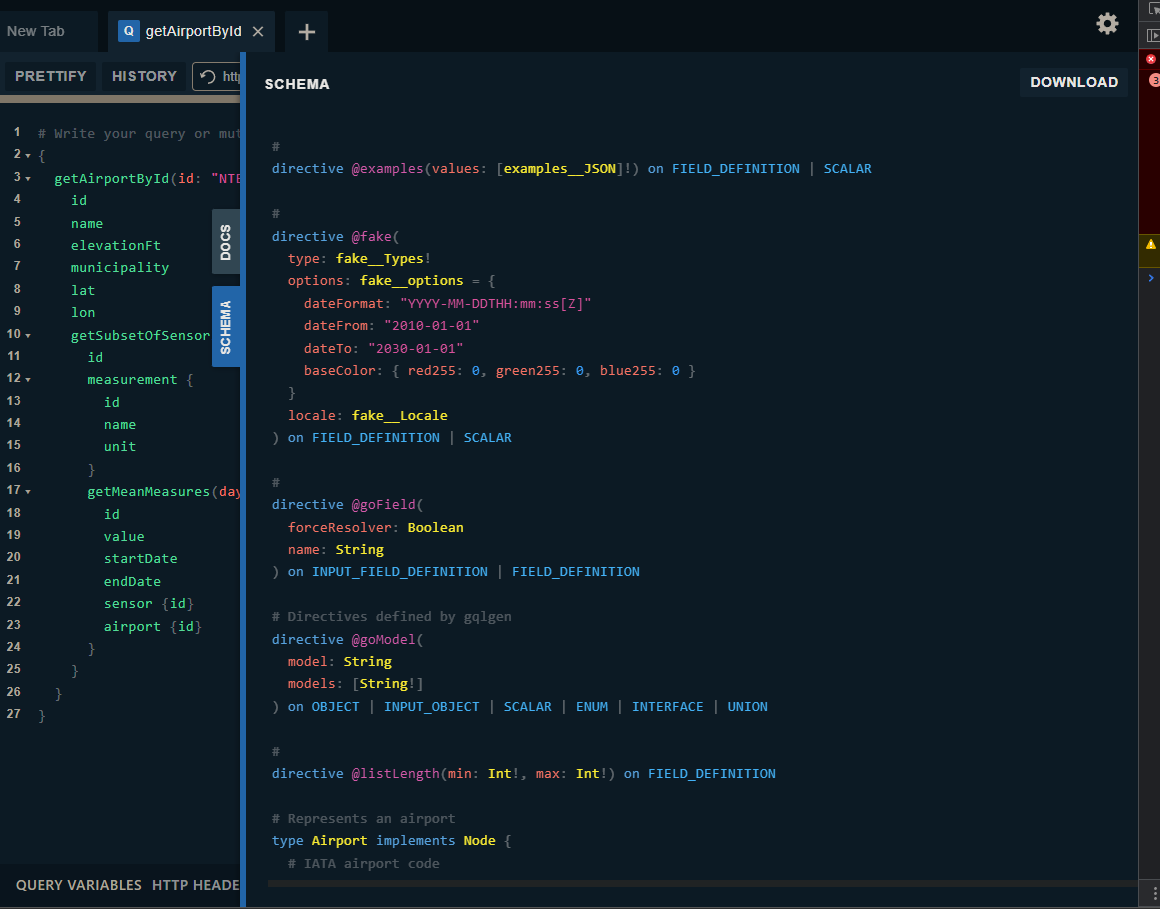 New Tab
Q getAirportById
PRETTIFY HISTORY
1 # Write your query or mut
2 {
3 getAirportById(id: "NTE
4 id
5 name
6 elevationFt
7 municipality
8 lat
9 lon
10 getSubsetOfSensor
11 id
12 measurement {
13 id
14 name
15 unit
16 }
17 getMeanMeasures(day
18 id
19 value
20 startDate
21 endDate
22 sensor {id}
23 airport {id}
24 }
25 }
26 }
27 }
QUERY VARIABLES HTTP HEADE
DOCS
SCHEMA
SCHEMA
DOWNLOAD
#
directive @examples(values: [examples__JSON]!) on FIELD_DEFINITION | SCALAR
#
directive @fake(
type: fake__Types!
options: fake__options = {
dateFormat: "YYYY-MM-DDTHH:mm:ss[Z]"
dateFrom: "2010-01-01"
dateTo: "2030-01-01"
baseColor: { red255: 0, green255: 0, blue255: 0 }
}
locale: fake__Locale
) on FIELD_DEFINITION | SCALAR
#
directive @goField(
forceResolver: Boolean
name: String
) on INPUT_FIELD_DEFINITION | FIELD_DEFINITION
# Directives defined by gqlgen
directive @goModel(
model: String
models: [String!]
) on OBJECT | INPUT_OBJECT | SCALAR | ENUM | INTERFACE | UNION
#
directive @listLength(min: Int!, max: Int!) on FIELD_DEFINITION
# Represents an airport
type Airport implements Node {
# IATA airport code
3